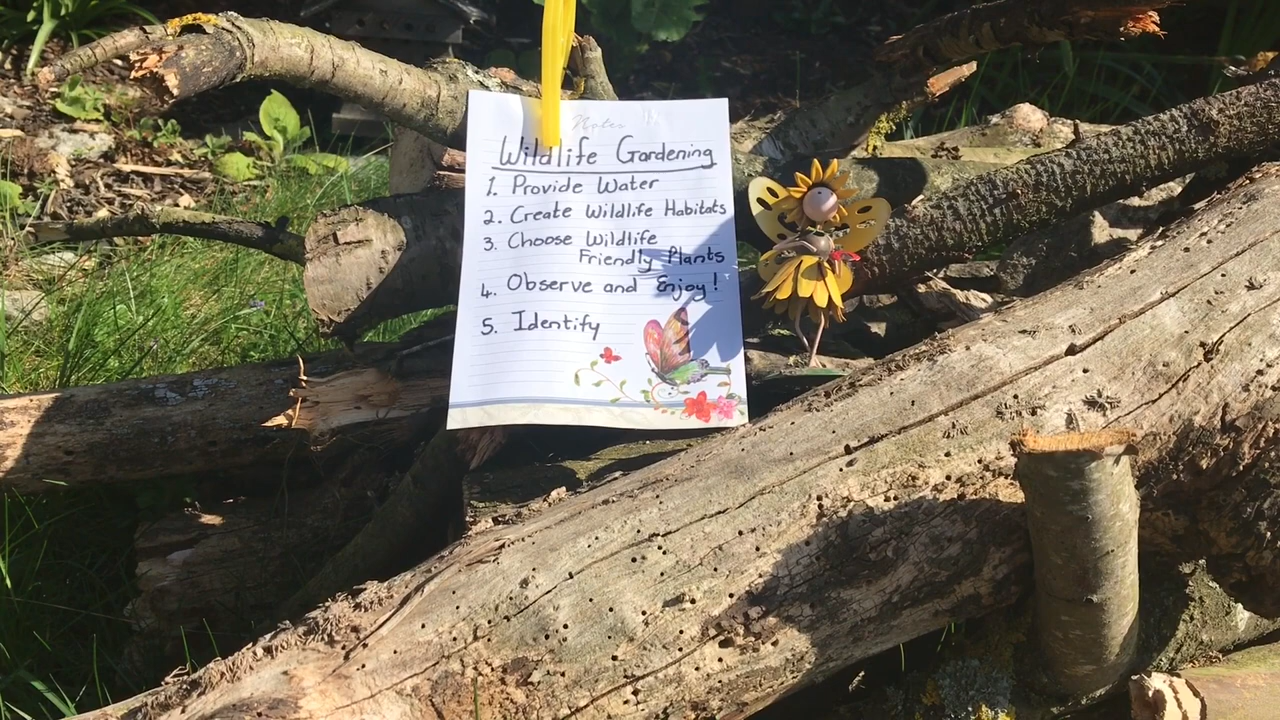 Notes
Wildlife Gardening
1. Provide Water
2. Create Wildlife Habitats
3. Choose Wildlife
Friendly Plants
4. Observe and Enjoy!
5. Identify